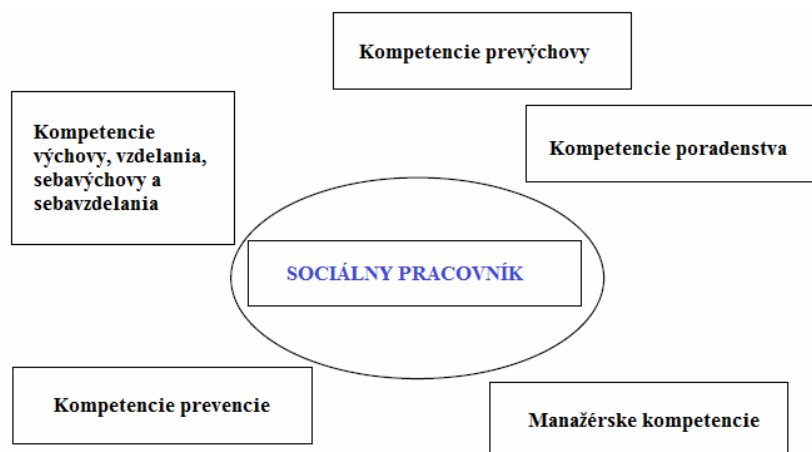 Kompetencie prevýchovy
Kompetencie
výchovy, vzdelania,
sebavýchovy a
sebavzdelania
Kompetencie poradenstva
SOCIÁLNY PRACOVNÍK
Kompetencie prevencie
Manažérske kompetencie